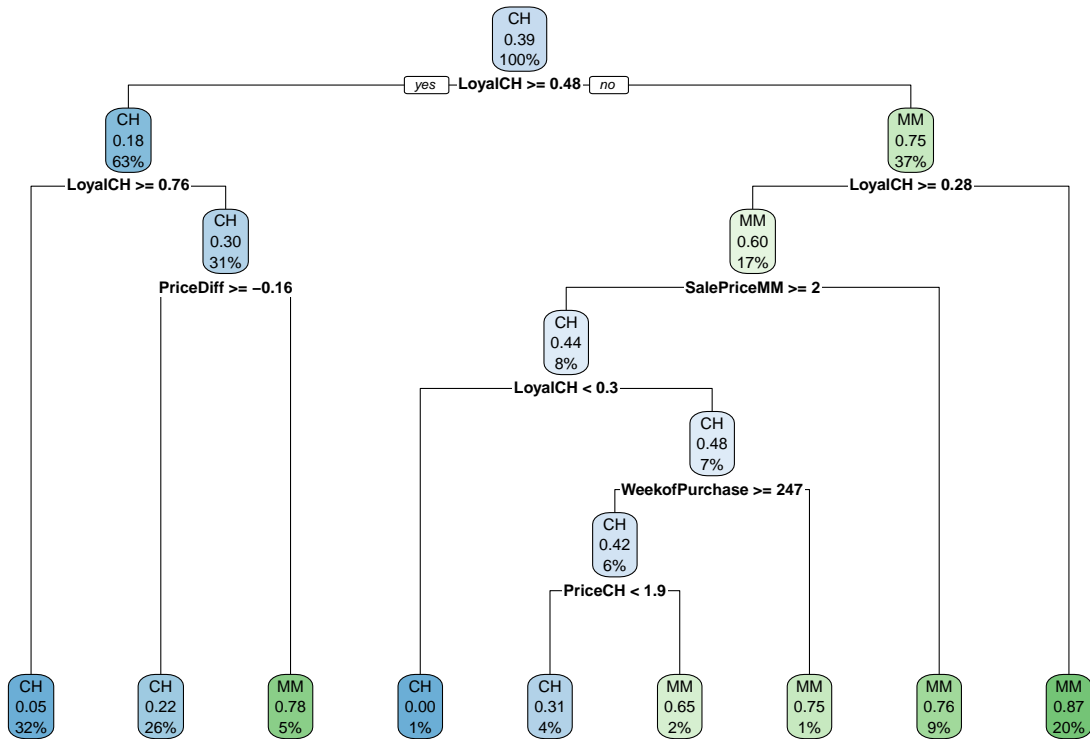 CH
0.39
100%
yes LoyalCH >= 0.48 no
CH
0.18
63%
MM
0.75
37%
LoyalCH >= 0.76
LoyalCH >= 0.28
CH
0.30
31%
MM
0.60
17%
PriceDiff >= −0.16
SalePriceMM >= 2
CH
0.44
8%
LoyalCH < 0.3
CH
0.48
7%
WeekofPurchase >= 247
CH
0.42
6%
PriceCH < 1.9
CH
0.05
32%
CH
0.22
26%
MM
0.78
5%
CH
0.00
1%
CH
0.31
4%
MM
0.65
2%
MM
0.75
1%
MM
0.76
9%
MM
0.87
20%